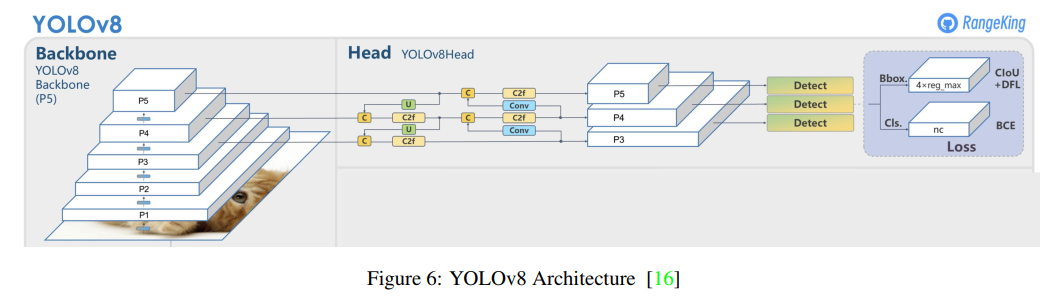 YOLOv8
RangeKing
Backbone
YOLOv8
Backbone
(P5)
P5
P4
P3
P2
P1
Head YOLOv8Head
C C2f
U
Conv
C C2f C C2f
U
Conv
C C2f
P5
P4
P3
Detect
Detect
Detect
Bbox.
4×reg_max
CIoU
+DFL
Cls.
nc
BCE
Loss
Figure 6: YOLOv8 Architecture [16]